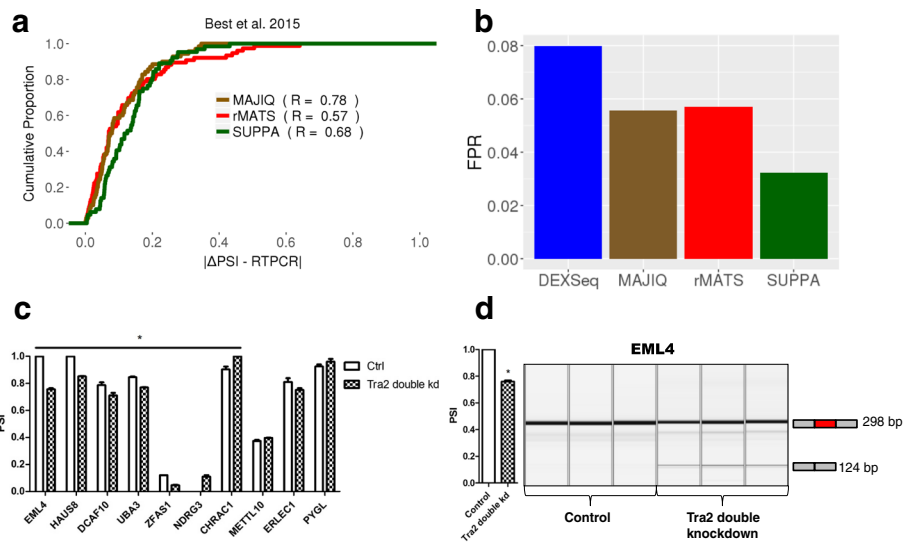 a
Best et al. 2015
Cumulative Proportion
1.0
0.8
0.6
0.4
0.2
0.0
MAJIQ ( R = 0.78 )
rMATS ( R = 0.57 )
SUPPA ( R = 0.68 )
0.0 0.2 0.4 0.6 0.8 1.0
|ΔPSI - RTPCR|
b
FPR
0.08
0.06
0.04
0.02
0.00
DEXSeq MAJIQ rMATS SUPPA
c
*
PSI
1.0
0.8
0.6
0.4
0.2
0.0
Ctrl
Tra2 double kd
EML4 HAUS8 DCAF10 UBA3 ZFAS1 NDRG3 CHRAC1 METTL10 ERLEC1 PYGL
d
EML4
PSI
1.0
0.8
0.6
0.4
0.2
0.0
*
Control Tra2 double kd
298 bp
124 bp
Control
Tra2 double
knockdown